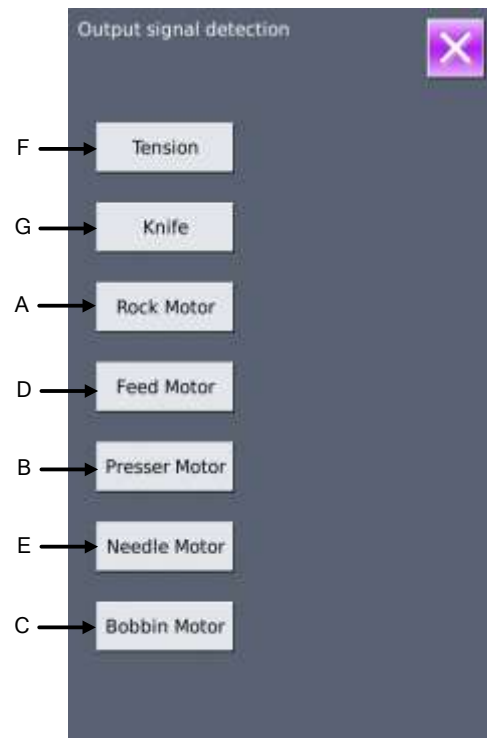 Output signal detection
F Tension
G Knife
A Rock Motor
D Feed Motor
B Presser Motor
E Needle Motor
C Bobbin Motor